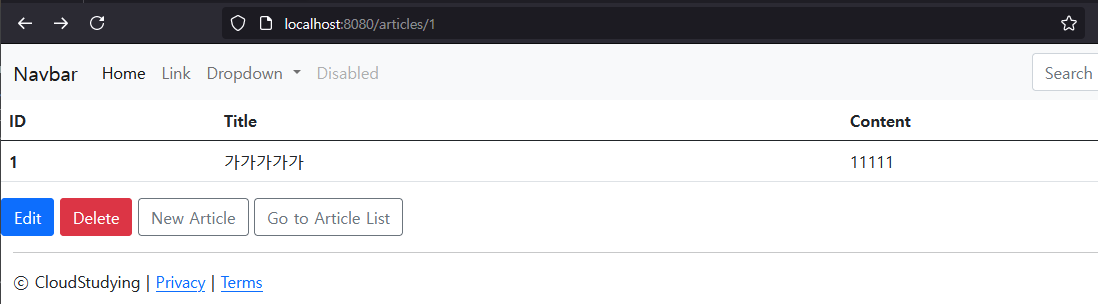 localhost:8080/articles/1
Navbar Home Link Dropdown Disabled Search
ID Title Content
1 가가가가가 11111
Edit Delete New Article Go to Article List
© CloudStudying | Privacy | Terms